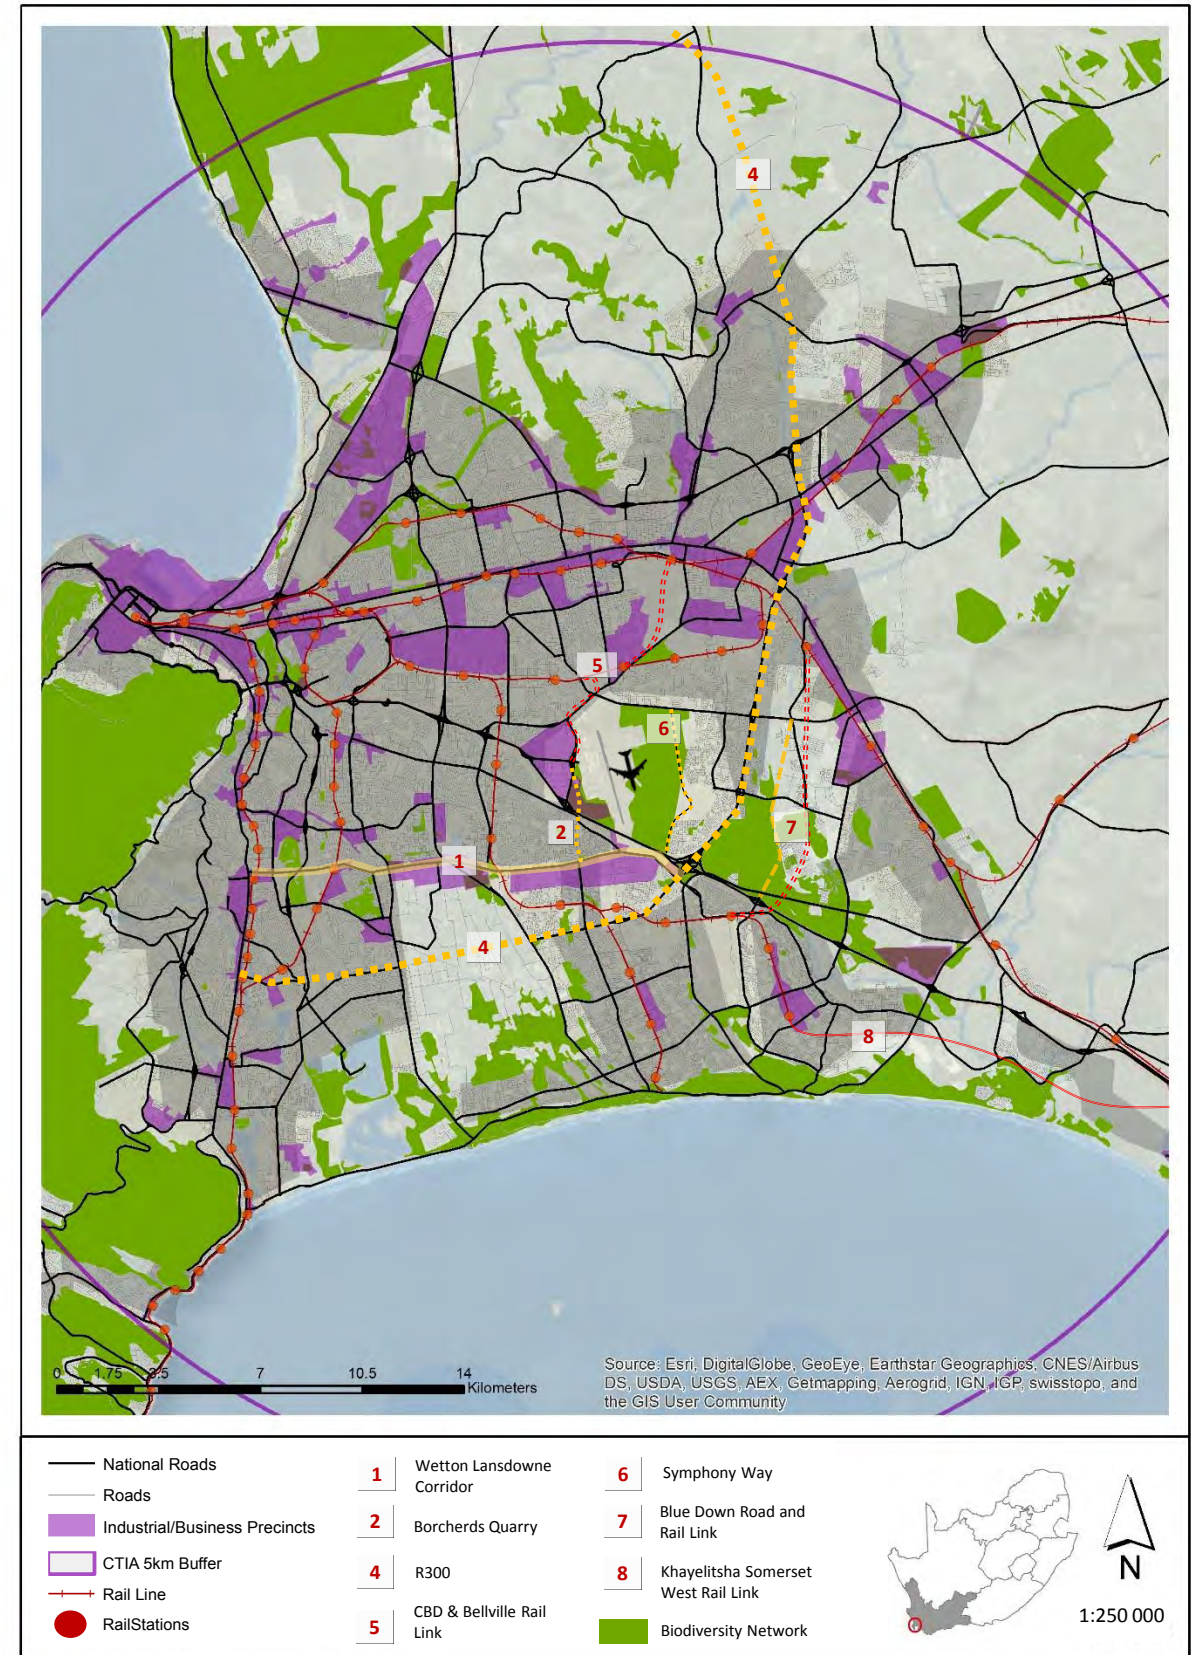 4
5
6
7
2
1
4
8
0 1.75 3.5 7 10.5 14
Kilometers
Source: Esri, DigitalGlobe, GeoEye, Earthstar Geographics, CNES/Airbus
DS, USDA, USGS, AEX, Getmapping, Aerogrid, IGN, IGP, swisstopo, and
the GIS User Community
National Roads
Roads
Industrial/Business Precincts
CTIA 5km Buffer
Rail Line
RailStations
1 Wetton Lansdowne
Corridor
2 Borcherds Quarry
4 R300
5 CBD & Bellville Rail
Link
6 Symphony Way
7 Blue Down Road and
Rail Link
8 Khayelitsha Somerset
West Rail Link
Biodiversity Network
N
1:250 000